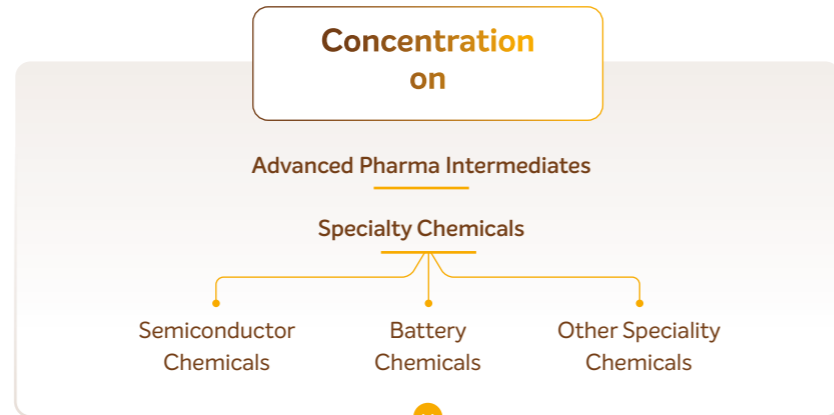 Concentration
on
Advanced Pharma Intermediates
Specialty Chemicals
Semiconductor
Chemicals
Battery
Chemicals
Other Speciality
Chemicals